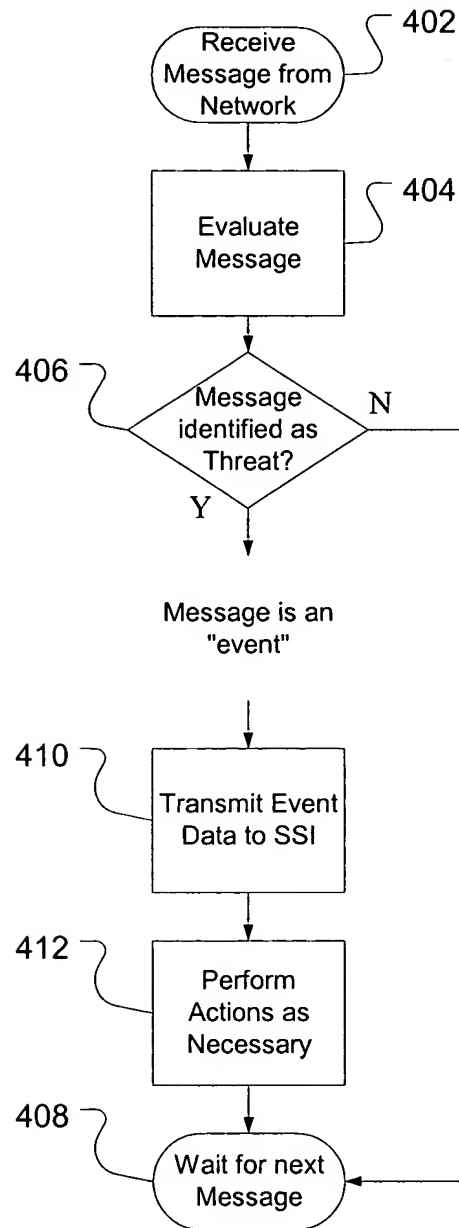 Receive
Message from
Network
402
Evaluate
Message
404
406
Message
identified as
Threat?
N
Y
Message is an
"event"
410
Transmit Event
Data to SSI
412
Perform
Actions as
Necessary
408
Wait for next
Message